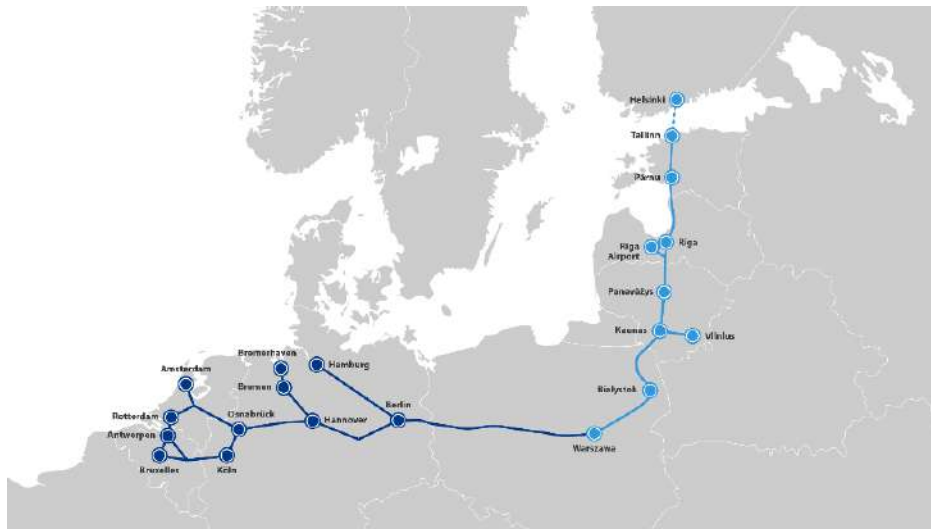 Helsinki
Tallinn
Pärnu
Riga
Riga
Airport
Panevėžys
Kaunas
Vilnius
Bialystok
Warszawa
Bremerhaven
Hamburg
Amsterdam
Bremen
Berlin
Rotterdam
Osnabrück
Hannover
Antwerpen
Bruxelles
Köln